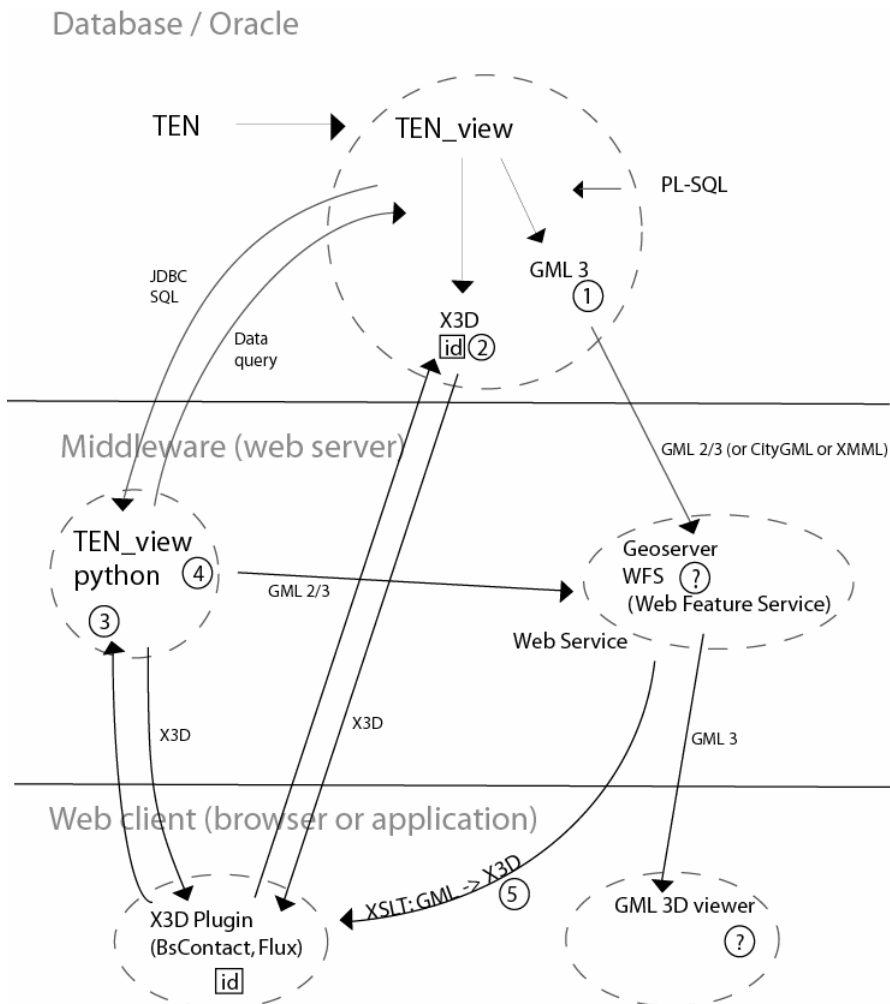 Database / Oracle
TEN
TEN_view
PL-SQL
GML 3
1
JDBC
SQL
Data
query
X3D
id 2
Middleware (web server)
GML 2/3 (or CityGML or XMML)
TEN_view
python 4
3
GML 2/3
Geoserver
WFS ?
(Web Feature Service)
Web Service
X3D
X3D
GML 3
Web client (browser or application)
XSLT: GML -> X3D
5
X3D Plugin
(BsContact, Flux)
id
GML 3D viewer
?